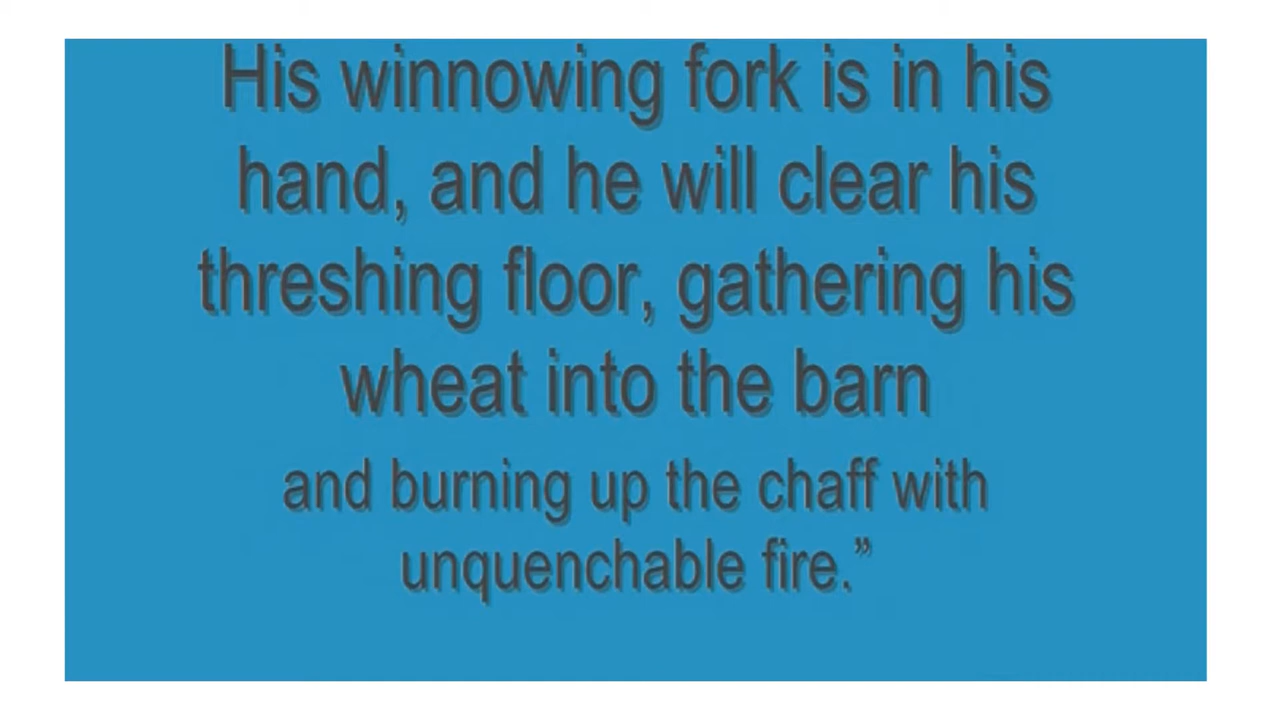 His winnowing fork is in his
hand, and he will clear his
threshing floor, gathering his
wheat into the barn
and burning up the chaff with
unquenchable fire.”